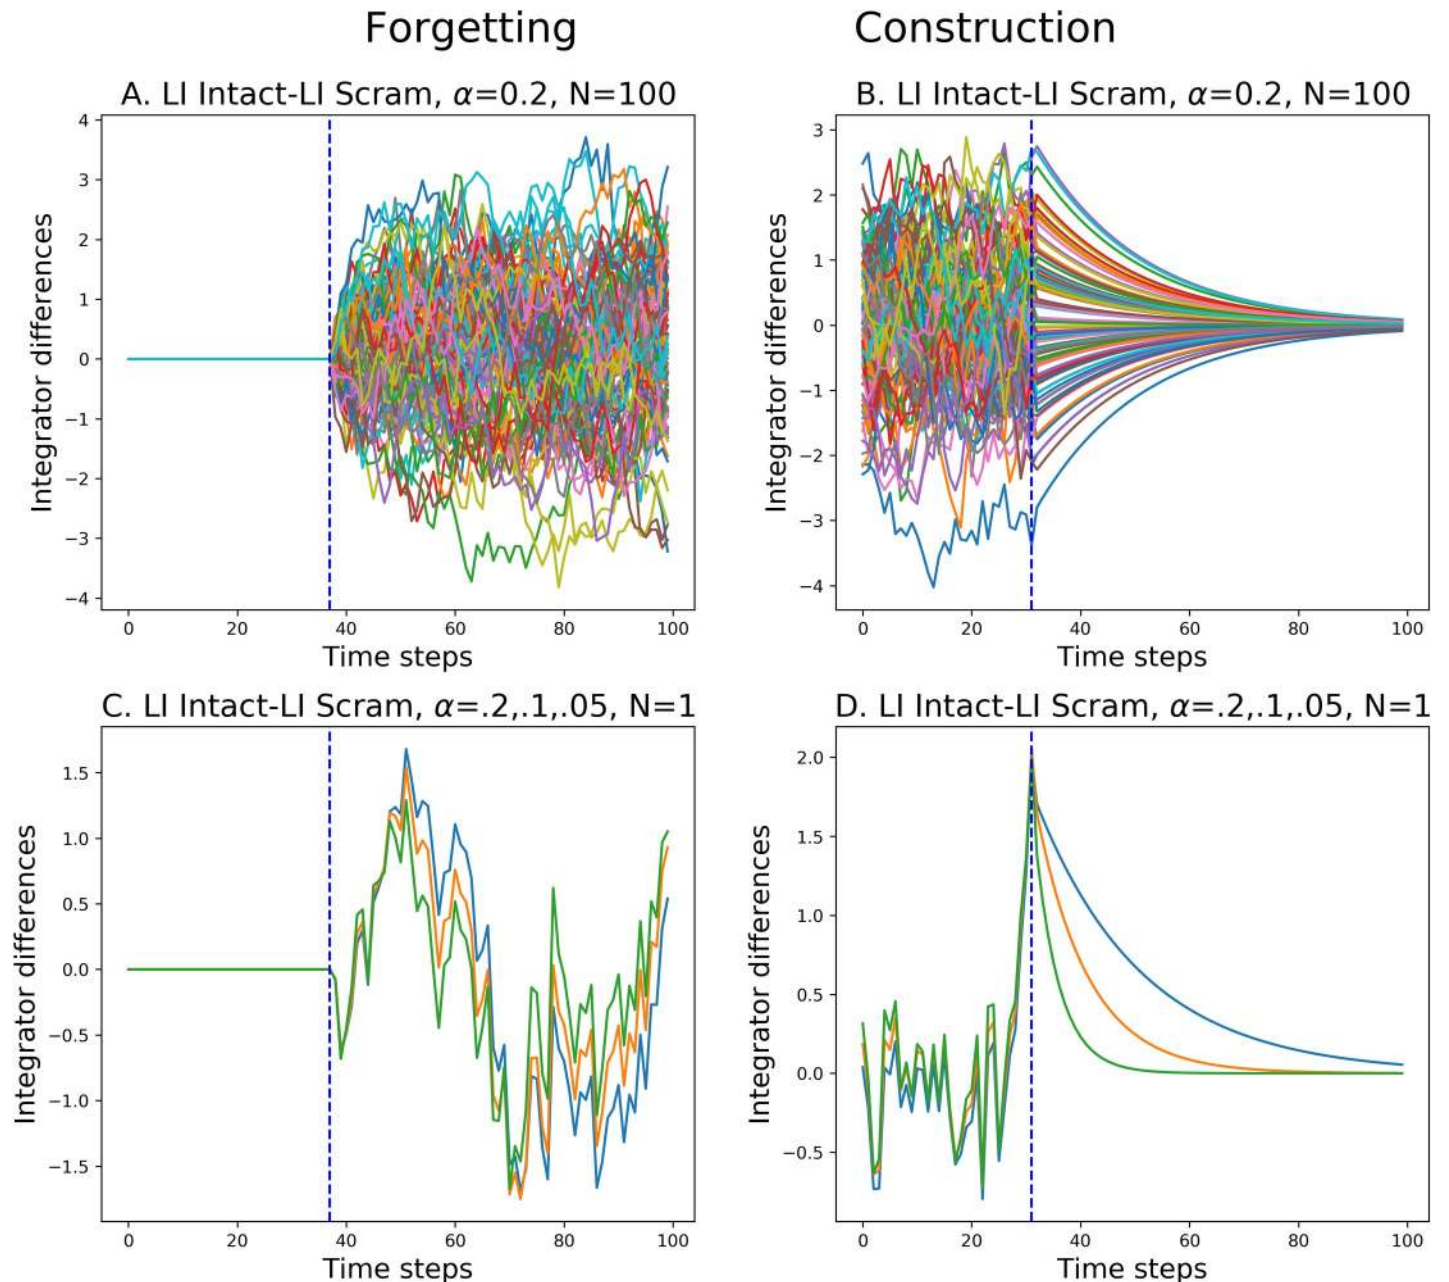 Forgetting
Construction
A. LI Intact-LI Scram, α=0.2, N=100
Integrator differences
4
3
2
1
0
−1
−2
−3
−4
0 20 40 60 80 100
Time steps
B. LI Intact-LI Scram, α=0.2, N=100
Integrator differences
3
2
1
0
−1
−2
−3
−4
0 20 40 60 80 100
Time steps
C. LI Intact-LI Scram, α=.2,.1,.05, N=1
Integrator differences
1.5
1.0
0.5
0.0
−0.5
−1.0
−1.5
0 20 40 60 80 100
Time steps
D. LI Intact-LI Scram, α=.2,.1,.05, N=1
Integrator differences
2.0
1.5
1.0
0.5
0.0
−0.5
0 20 40 60 80 100
Time steps